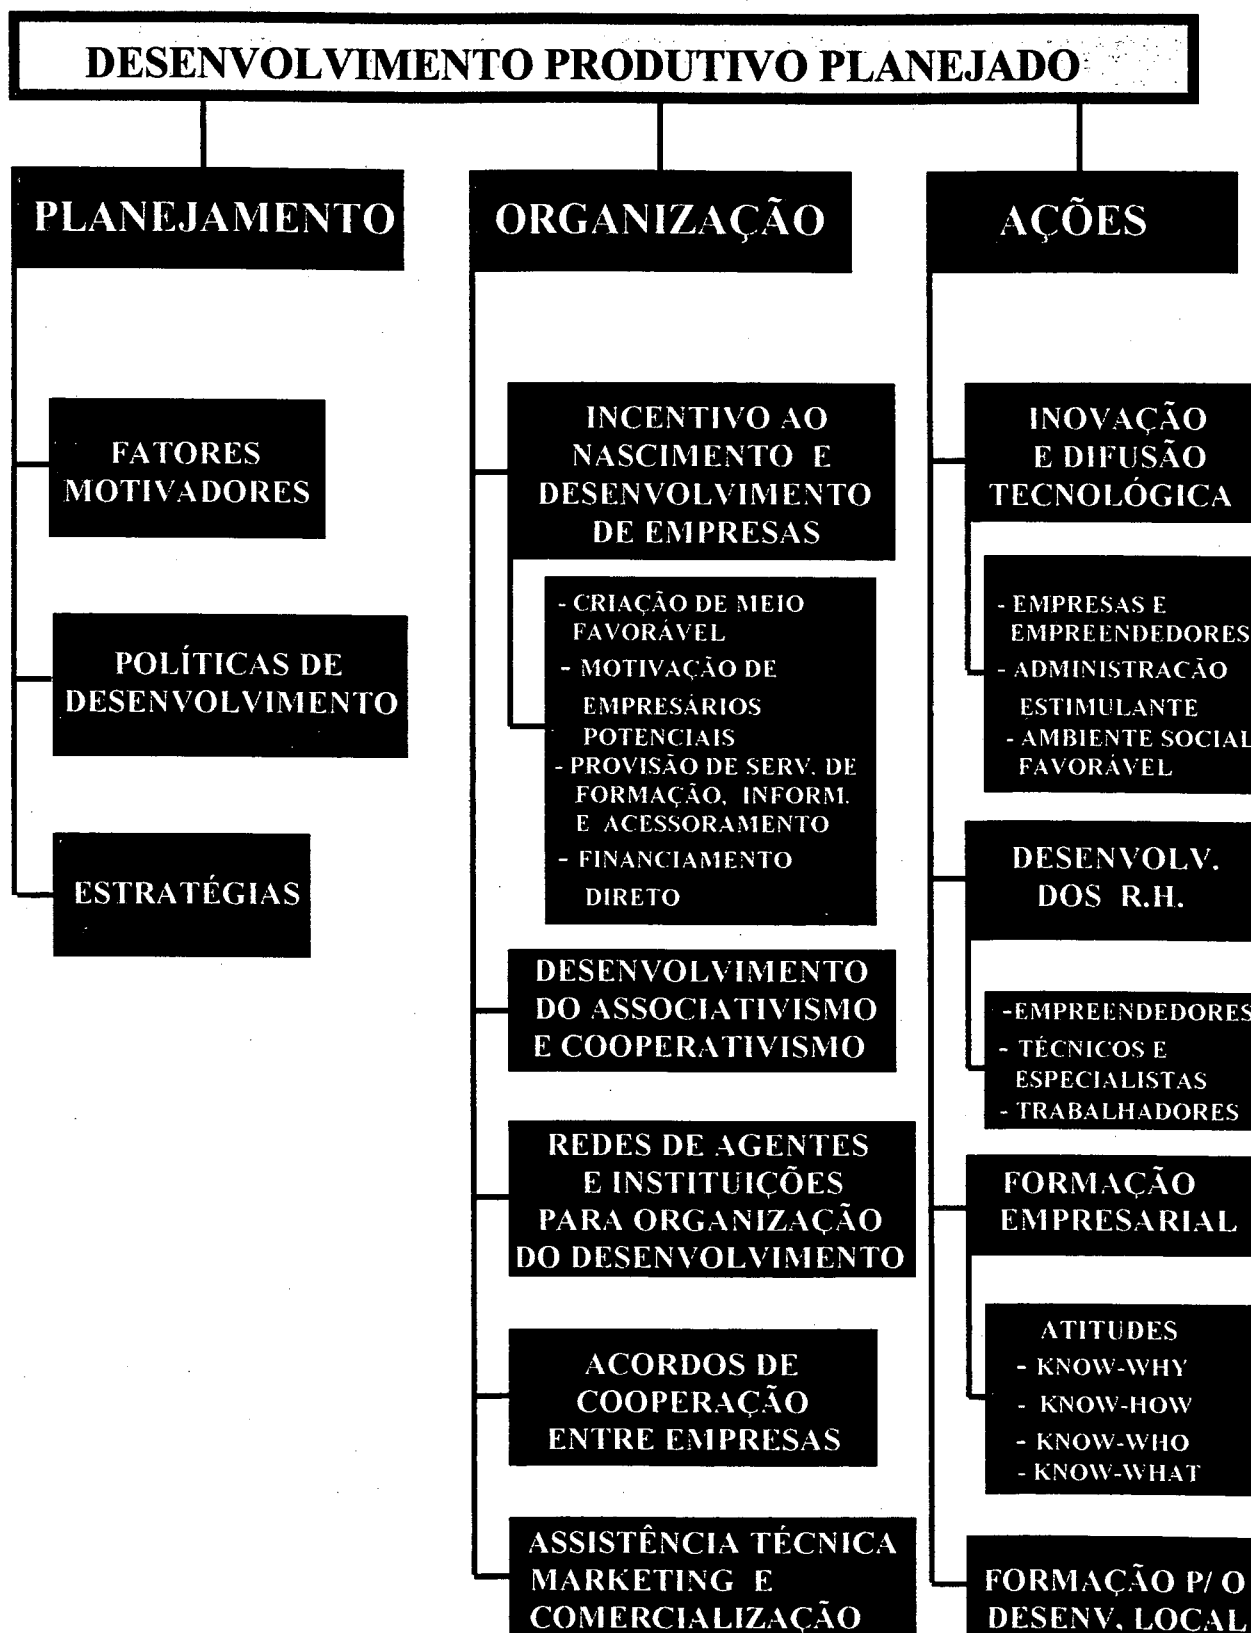 DESENVOLVIMENTO PRODUTIVO PLANEJADO
PLANEJAMENTO
FATORES
MOTIVADORES
POLÍTICAS DE
DESENVOLVIMENTO
ESTRATÉGIAS
ORGANIZAÇÃO
INCENTIVO AO
NASCIMENTO E
DESENVOLVIMENTO
DE EMPRESAS
- CRIAÇÃO DE MEIO
FAVORÁVEL
- MOTIVAÇÃO DE
EMPRESÁRIOS
POTENCIAIS
- PROVISÃO DE SERV. DE
FORMAÇÃO, INFORM.
E ACESSORAMENTO
- FINANCIAMENTO
DIRETO
DESENVOLVIMENTO
DO ASSOCIATIVISMO
E COOPERATIVISMO
REDES DE AGENTES
E INSTITUIÇÕES
PARA ORGANIZAÇÃO
DO DESENVOLVIMENTO
ACORDOS DE
COOPERAÇÃO
ENTRE EMPRESAS
ASSISTÊNCIA TÉCNICA
MARKETING E
COMERCIALIZAÇÃO
AÇÕES
INOVAÇÃO
E DIFUSÃO
TECNOLÓGICA
- EMPRESAS E
EMPREENDEDORES
- ADMINISTRACÃO
ESTIMULANTE
- AMBIENTE SOCIAL
FAVORÁVEL
DESENVOLV.
DOS R.H.
-EMPREENDEDORES
- TÉCNICOS E
ESPECIALISTAS
- TRABALHADORES
FORMAÇÃO
EMPRESARIAL
ATITUDES
- KNOW-WHY
- KNOW-HOW
- KNOW-WHO
- KNOW-WHAT
FORMAÇÃO P/ O
DESENV. LOCAL